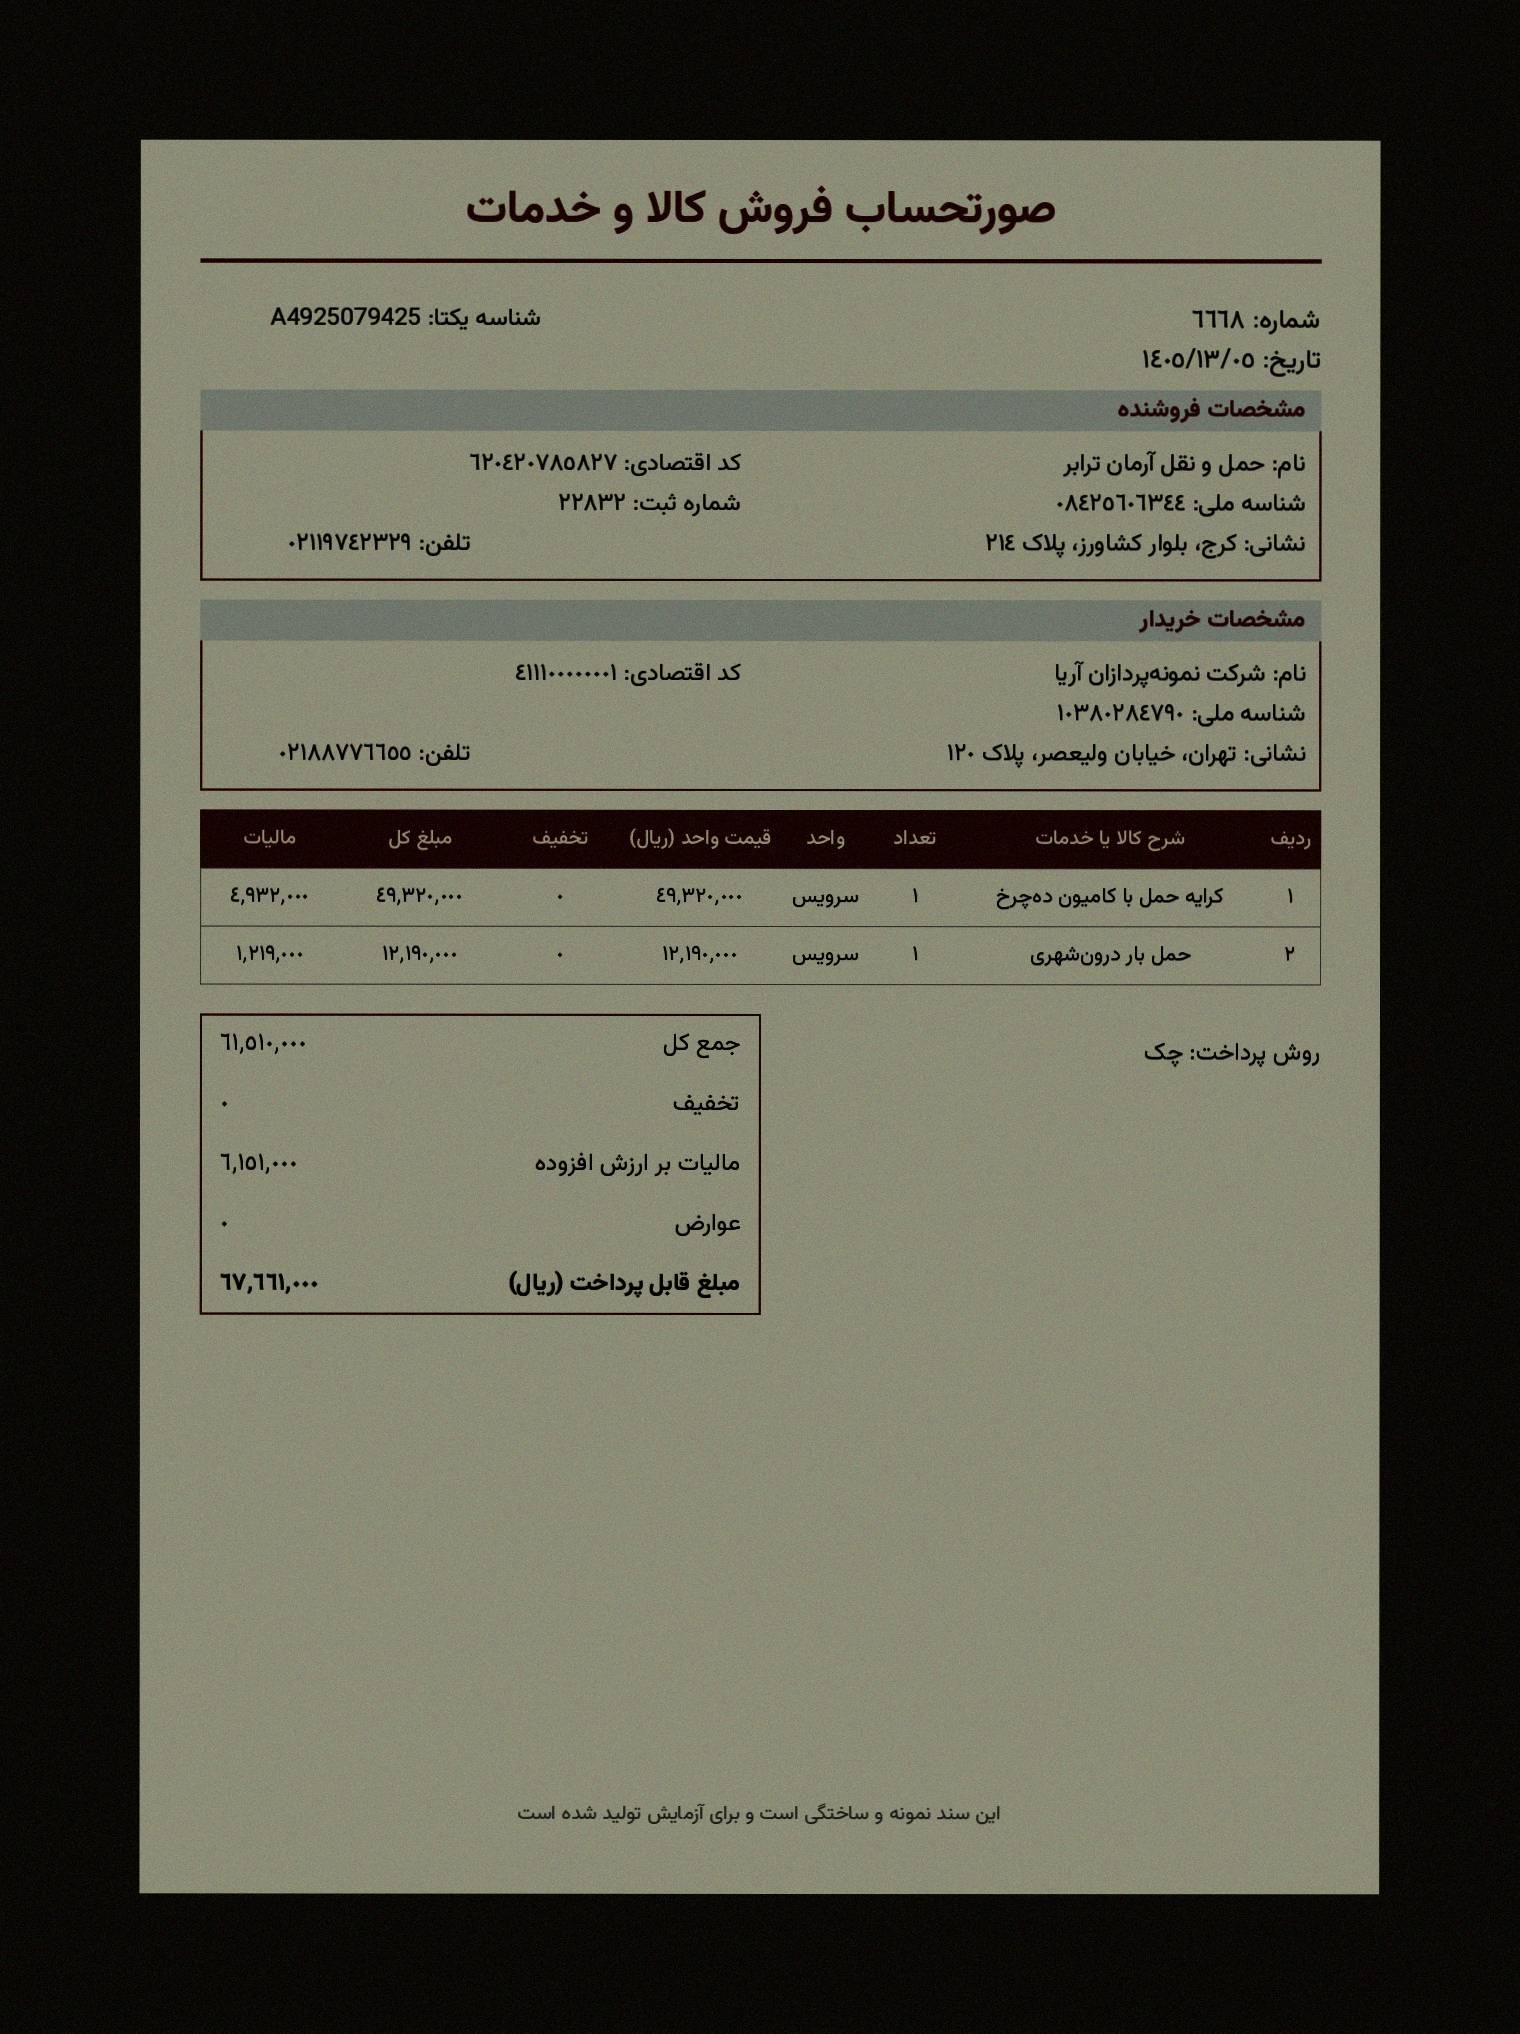 صورتحساب فروش کالا و خدمات
شماره: ٦٦٦٨
شناسه یکتا: A4925079425
تاریخ: ١٤٠٥/١٣/٠٥
مشخصات فروشنده
نام: حمل و نقل آرمان ترابر
کد اقتصادی: ٦٢٠٤٢٠٧٨٥٨٢٧
شناسه ملی: ٠٨٤٢٥٦٠٦٣٤٤
شماره ثبت: ٢٢٨٣٢
نشانی: کرج، بلوار کشاورز، پلاک ٢١٤
تلفن: ٠٢١١٩٧٤٢٣٢٩
مشخصات خریدار
نام: شرکت نمونه‌پردازان آریا
کد اقتصادی: ٤١١١٠٠٠٠٠٠٠١
شناسه ملی: ١٠٣٨٠٢٨٤٧٩٠
نشانی: تهران، خیابان ولیعصر، پلاک ١٢٠
تلفن: ٠٢١٨٨٧٧٦٦٥٥
ردیف شرح کالا یا خدمات تعداد واحد قیمت واحد (ریال) تخفیف مبلغ کل مالیات
١ کرایه حمل با کامیون ده‌چرخ ١ سرویس ٤٩,٣٢٠,٠٠٠ ٠ ٤٩,٣٢٠,٠٠٠ ٤,٩٣٢,٠٠٠
٢ حمل بار درون‌شهری ١ سرویس ١٢,١٩٠,٠٠٠ ٠ ١٢,١٩٠,٠٠٠ ١,٢١٩,٠٠٠
روش پرداخت: چک
جمع کل ٦١,٥١٠,٠٠٠
تخفیف ٠
مالیات بر ارزش افزوده ٦,١٥١,٠٠٠
عوارض ٠
مبلغ قابل پرداخت (ریال) ٦٧,٦٦١,٠٠٠
این سند نمونه و ساختگی است و برای آزمایش تولید شده است